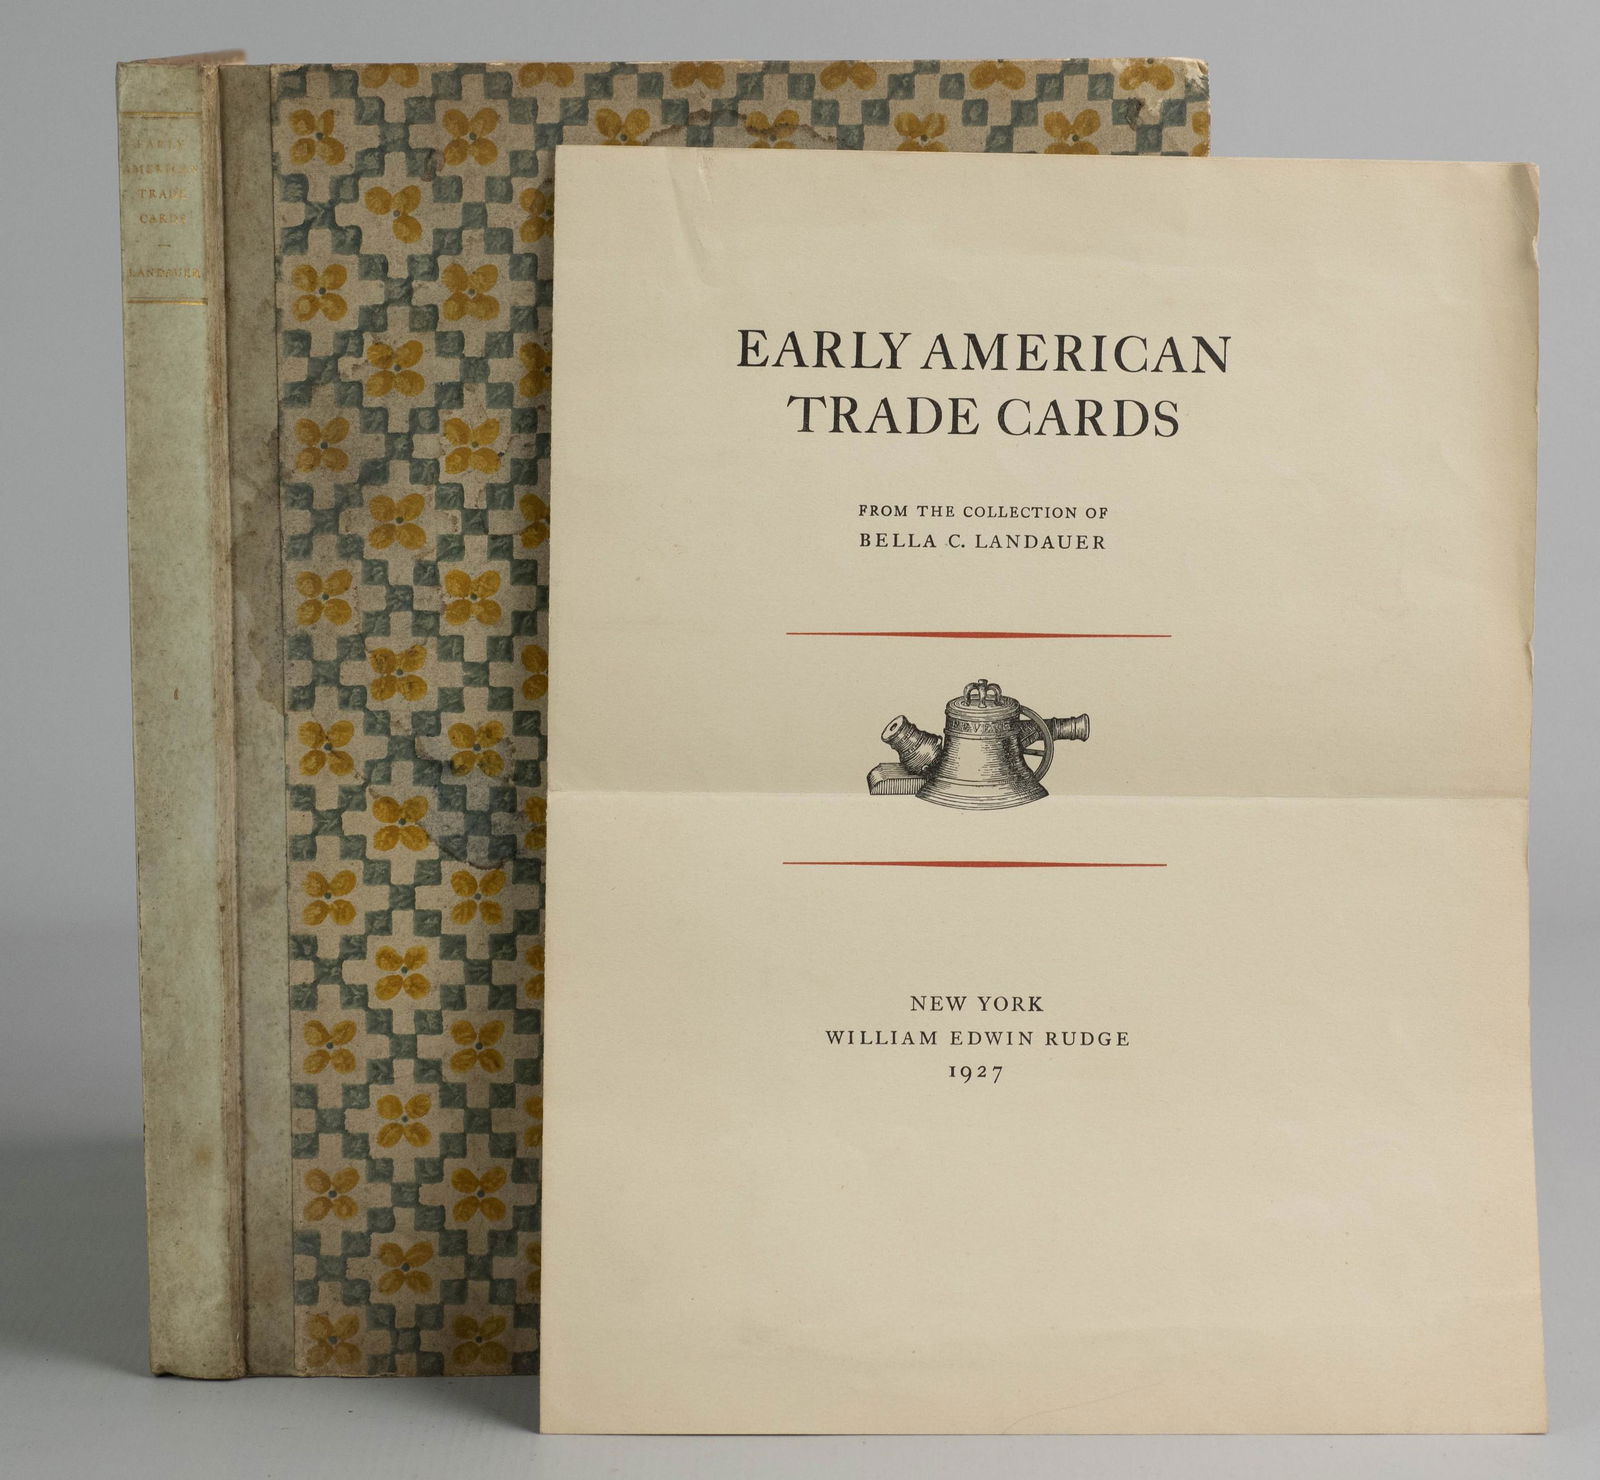 EARLY
AMERICAN
TRADE
CARDS
LANDAUER
EARLY AMERICAN
TRADE CARDS
FROM THE COLLECTION OF
BELLA C. LANDAUER
REVERE
NEW YORK
WILLIAM EDWIN RUDGE
1927